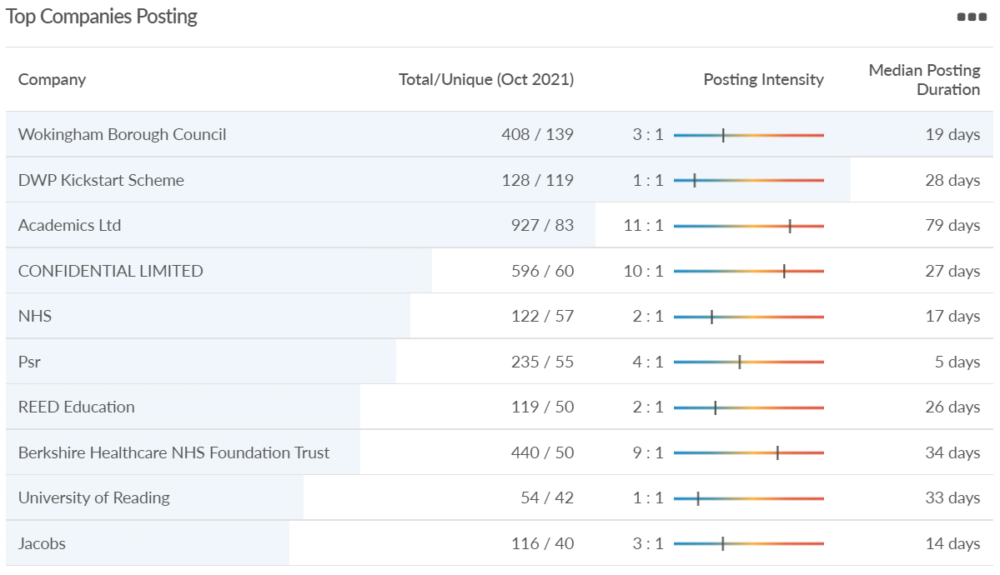 Top Companies Posting
Company Total/Unique (Oct 2021) Posting Intensity Median Posting Duration
Wokingham Borough Council 408 / 139 3 : 1 19 days
DWP Kickstart Scheme 128 / 119 1 : 1 28 days
Academics Ltd 927 / 83 11 : 1 79 days
CONFIDENTIAL LIMITED 596 / 60 10 : 1 27 days
NHS 122 / 57 2 : 1 17 days
Psr 235 / 55 4 : 1 5 days
REED Education 119 / 50 2 : 1 26 days
Berkshire Healthcare NHS Foundation Trust 440 / 50 9 : 1 34 days
University of Reading 54 / 42 1 : 1 33 days
Jacobs 116 / 40 3 : 1 14 days